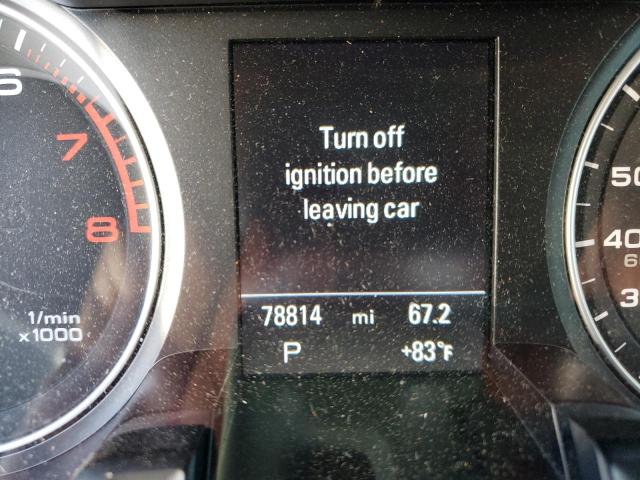 6
7
8
1/min
x1000
Turn off
ignition before
leaving car
78814 mi 67.2
P +83°F
50
40